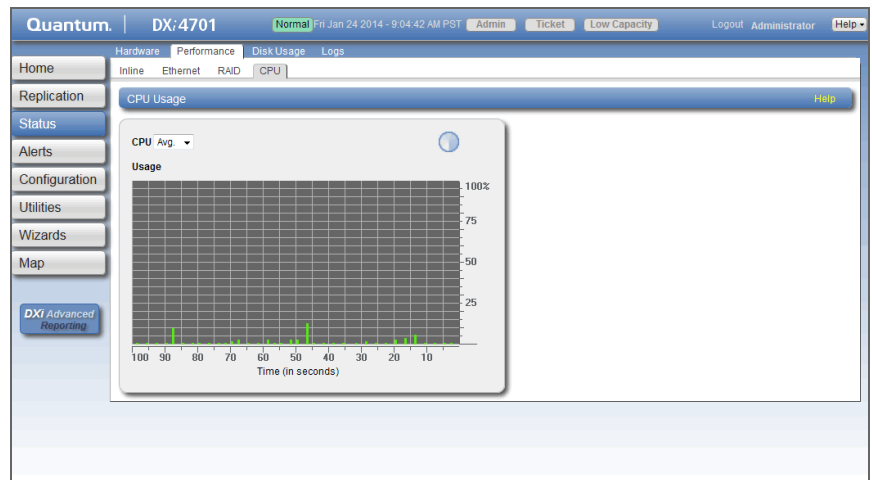 Quantum. DXi4701 Normal Fri Jan 24 2014 - 9:04:42 AM PST Admin Ticket Low Capacity Logout Administrator Help
Hardware Performance Disk Usage Logs
Inline Ethernet RAID CPU
Home
Replication
Status
Alerts
Configuration
Utilities
Wizards
Map
DXi Advanced
Reporting
CPU Usage Help
CPU Avg.
Usage
100%
75
50
25
100 90 80 70 60 50 40 30 20 10
Time (in seconds)